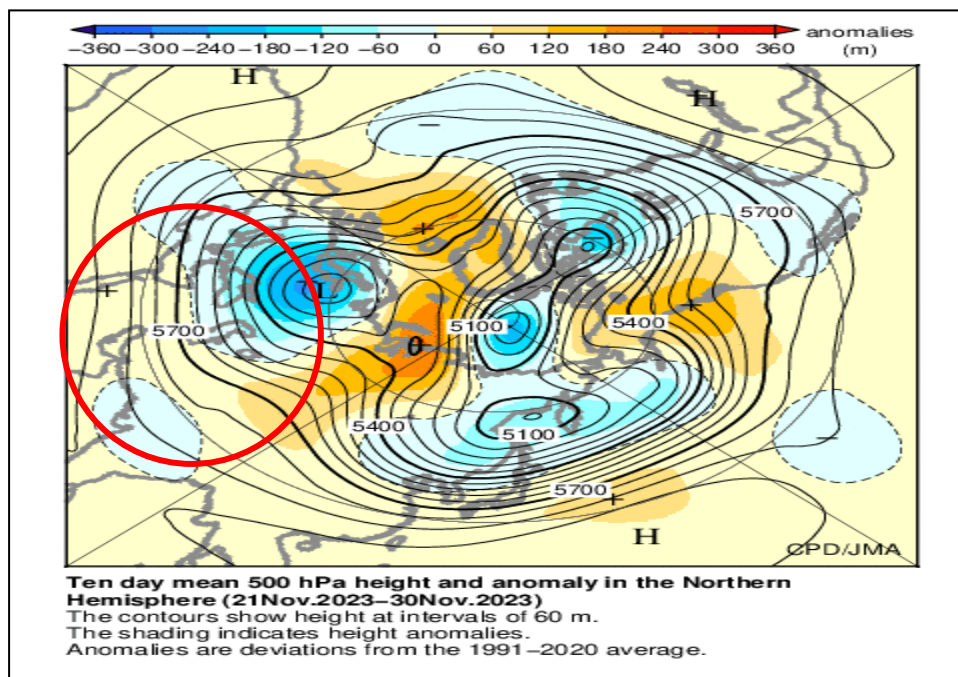 anomalies
−360 −300 −240 −180 −120 −60 0 60 120 180 240 300 360 (m)
H
H
5700
L
5700
5100
5400
5400
5100
5700
H
CPD/JMA
Ten day mean 500 hPa height and anomaly in the Northern
Hemisphere (21Nov.2023−30Nov.2023)
The contours show height at intervals of 60 m.
The shading indicates height anomalies.
Anomalies are deviations from the 1991−2020 average.